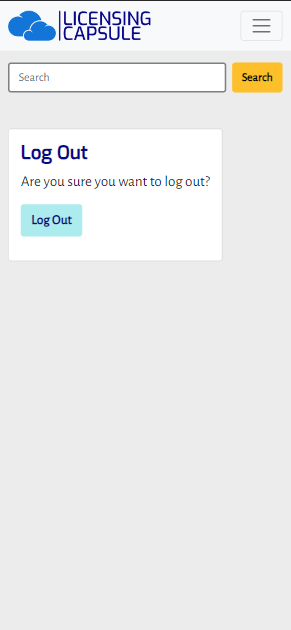 LICENSING
CAPSULE
Search
Search
Log Out
Are you sure you want to log out?
Log Out